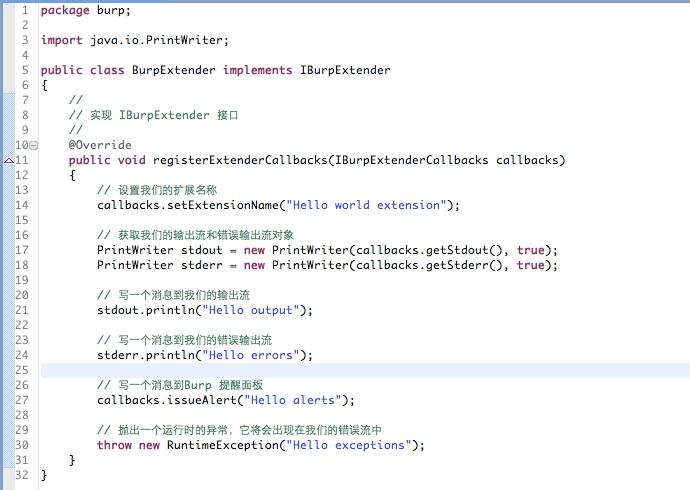 1 package burp;
2
3 import java.io.PrintWriter;
4
5 public class BurpExtender implements IBurpExtender
6 {
7     //
8     // 实现 IBurpExtender 接口
9     //
10     @Override
11     public void registerExtenderCallbacks(IBurpExtenderCallbacks callbacks)
12     {
13         // 设置我们的扩展名称
14         callbacks.setExtensionName("Hello world extension");
15
16         // 获取我们的输出流和错误输出流对象
17         PrintWriter stdout = new PrintWriter(callbacks.getStdout(), true);
18         PrintWriter stderr = new PrintWriter(callbacks.getStderr(), true);
19
20         // 写一个消息到我们的输出流
21         stdout.println("Hello output");
22
23         // 写一个消息到我们的错误输出流
24         stderr.println("Hello errors");
25
26         // 写一个消息到Burp 提醒面板
27         callbacks.issueAlert("Hello alerts");
28
29         // 抛出一个运行时的异常，它将会出现在我们的错误流中
30         throw new RuntimeException("Hello exceptions");
31     }
32 }